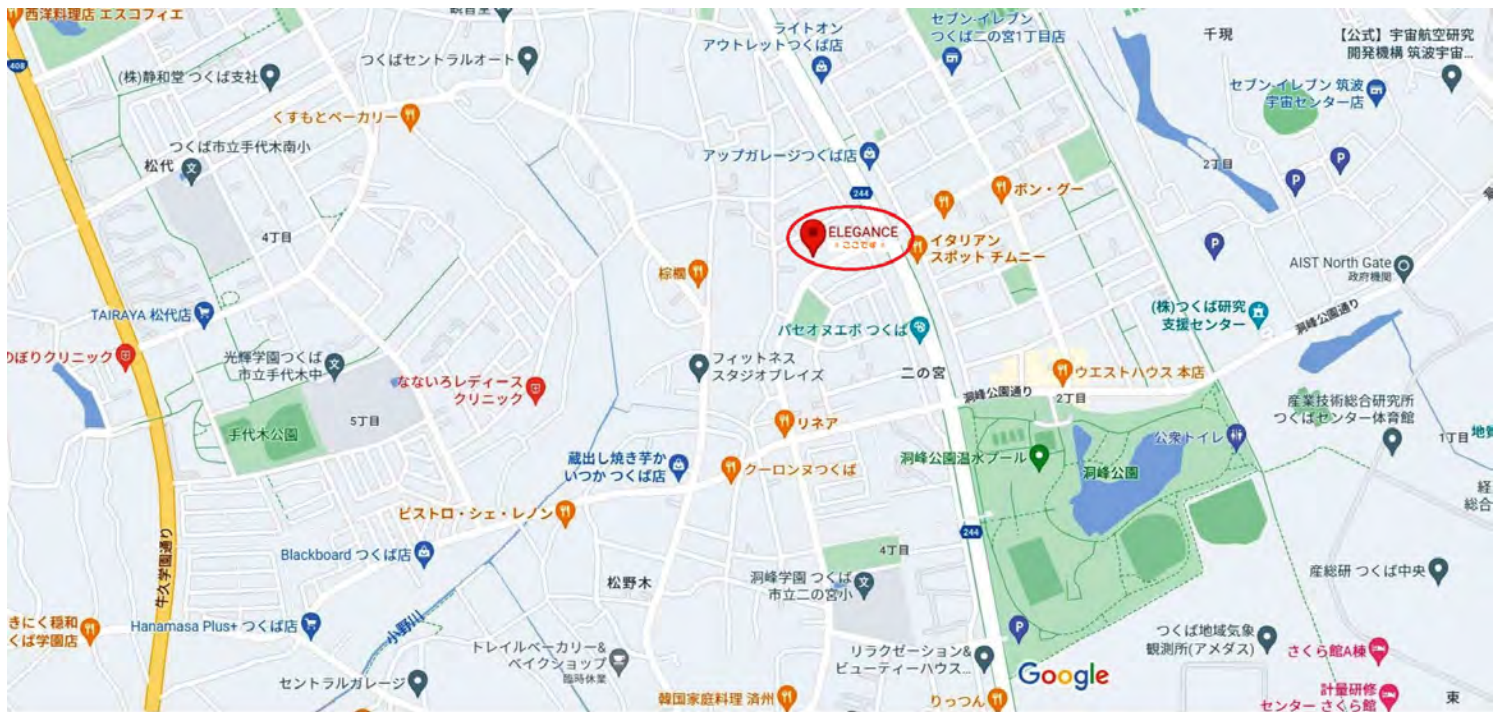 西洋料理店 エスコフィエ
観音堂
ライトオン
アウトレットつくば店
セブン-イレブン
つくば二の宮1丁目店
千現
【公式】宇宙航空研究
開発機構 筑波宇宙...
408
(株)静和堂 つくば支社
つくばセントラルオート
セブン-イレブン 筑波
宇宙センター店
くすもとベーカリー
つくば市立手代木南小
松代
アップガレージつくば店
2丁目
P
P
244
ボン・グー
4丁目
ELEGANCE
ここです
イタリアン
スポット チムニー
P
棕櫚
AIST North Gate
政府機関
TAIRAYA 松代店
(株)つくば研究
支援センター
洞峰公園通り
パセオヌエボ つくば
のぼりクリニック
光輝学園つくば
市立手代木中
フィットネス
スタジオブレイズ
なないろレディース
クリニック
二の宮
ウエストハウス 本店
洞峰公園通り
2丁目
産業技術総合研究所
つくばセンター体育館
5丁目
手代木公園
リネア
公衆トイレ
1丁目
蔵出し焼き芋か
いつか つくば店
クーロンヌつくば
洞峰公園温水プール
洞峰公園
ビストロ・シェ・レノン
牛久学園通り
244
Blackboard つくば店
4丁目
松野木
洞峰学園 つくば
市立二の宮小
産総研 つくば中央
小野川
Hanamasa Plus+ つくば店
P
つくば地域気象
観測所(アメダス)
トレイルベーカリー&
ベイクショップ
臨時休業
リラクゼーション&
ビューティーハウス...
さくら館A棟
Google
セントラルガレージ
韓国家庭料理 済州
りっつん
計量研修
センター さくら館
東